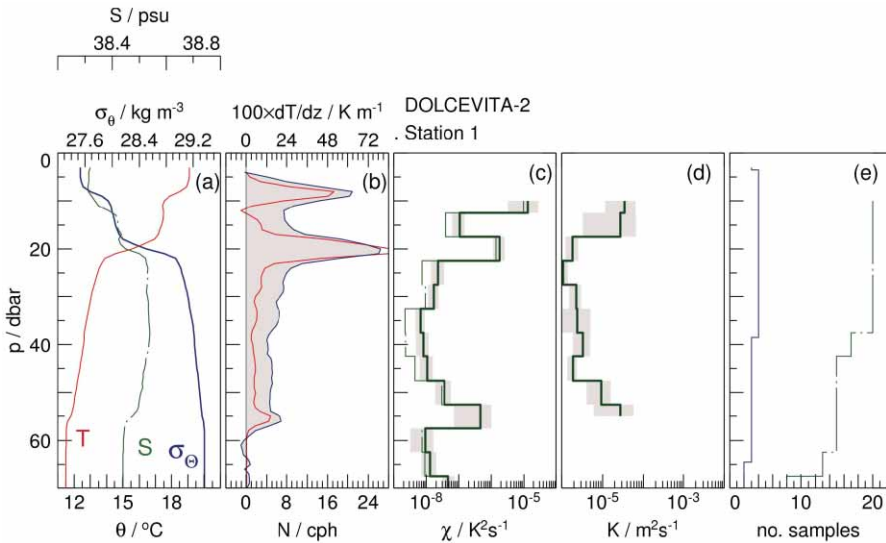 S / psu
38.4 38.8
σθ / kg m-3 100×dT/dz / K m-1 DOLCEVITA-2
27.6 28.4 29.2 0 24 48 72 . Station 1
0 (a) (b) (c) (d) (e)
20
p / dbar
40
60 T S σΘ
12 15 18 0 8 16 24 10-8 10-5 10-5 10-3 0 10 20
θ / ºC N / cph χ / K2s-1 K / m2s-1 no. samples